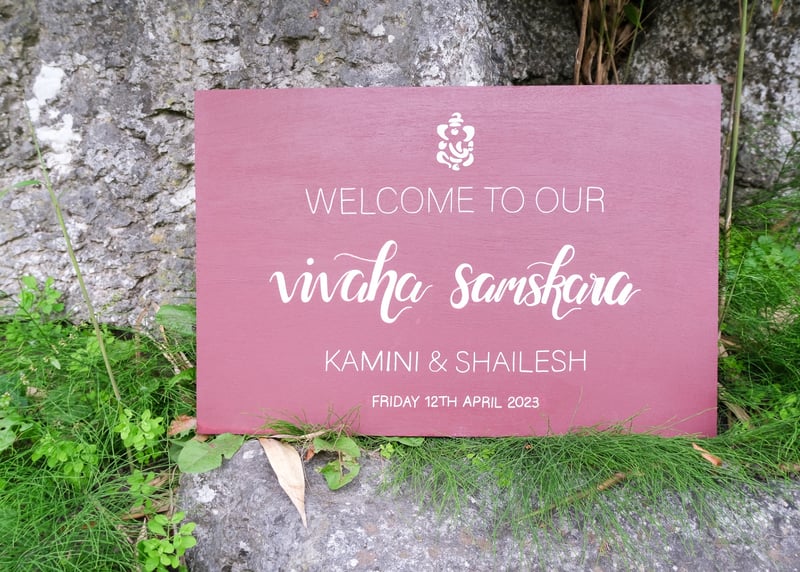 WELCOME TO OUR
vivaha samskara
KAMINI & SHAILESH
FRIDAY 12TH APRIL 2023